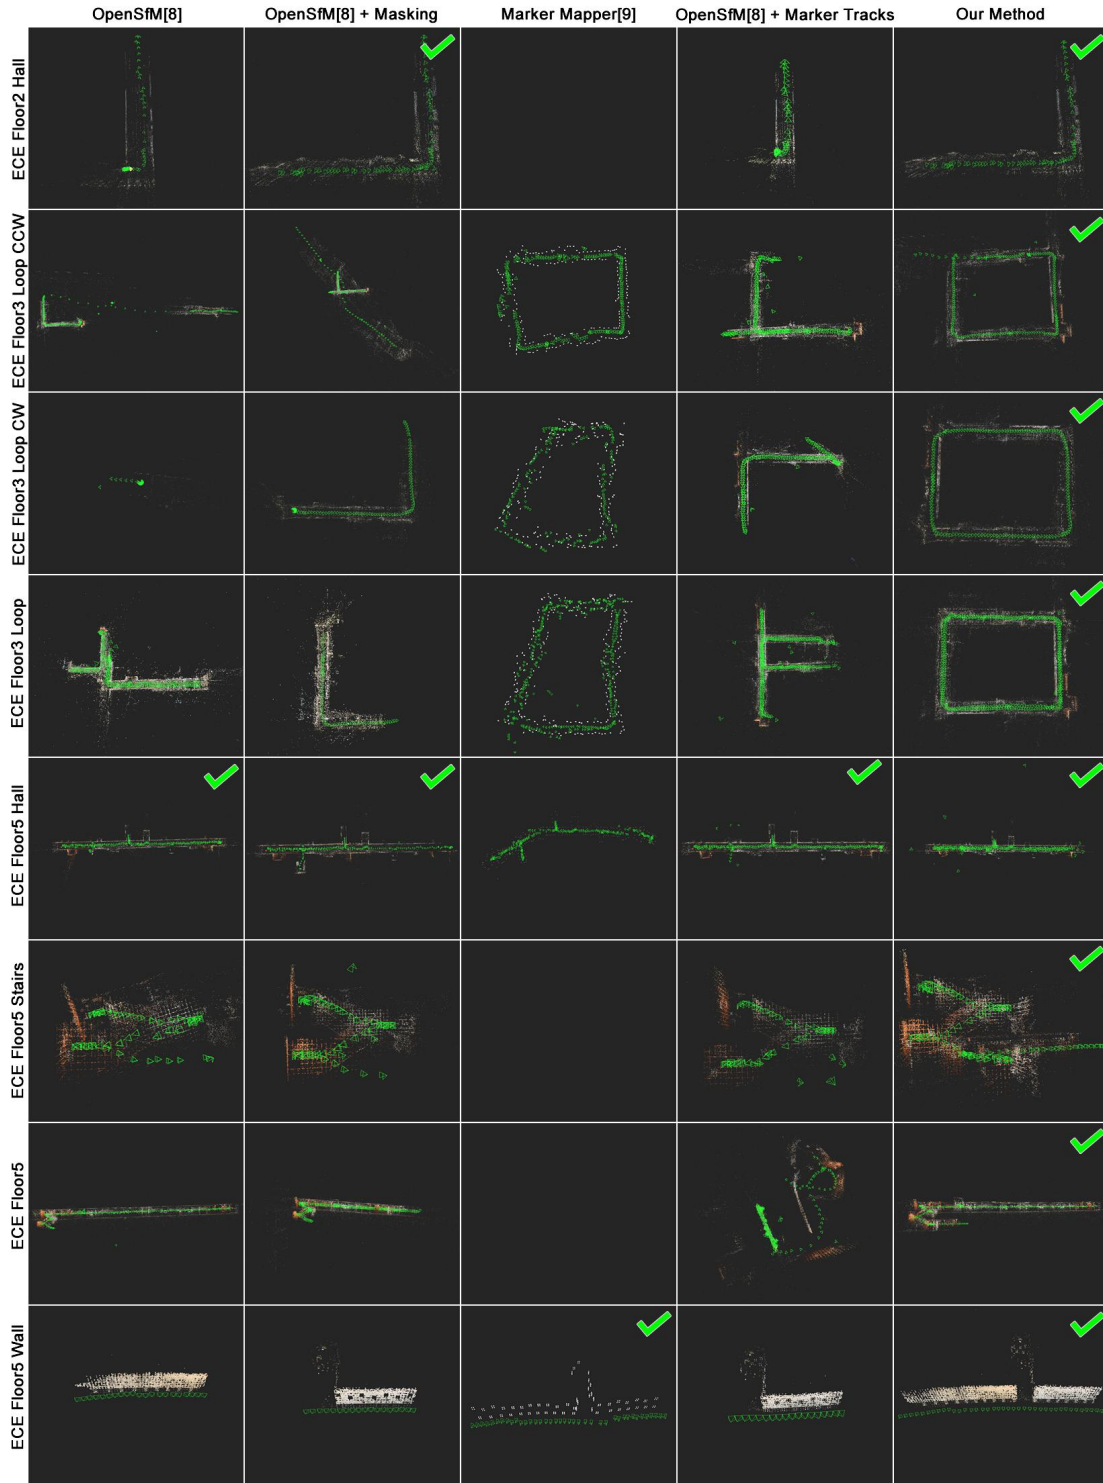 OpenSfM[8]
OpenSfM[8] + Masking
Marker Mapper[9]
OpenSfM[8] + Marker Tracks
Our Method
ECE Floor2 Hall
ECE Floor3 Loop CCW
ECE Floor3 Loop CW
ECE Floor3 Loop
ECE Floor5 Hall
ECE Floor5 Stairs
ECE Floor5
ECE Floor5 Wall